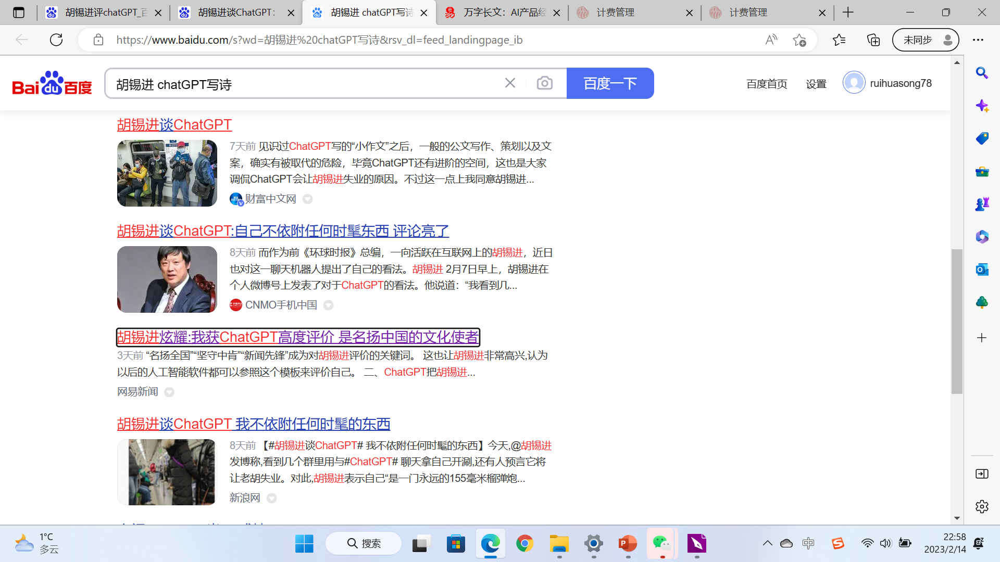 胡锡进评chatGPT_百
胡锡进谈ChatGPT：
胡锡进 chatGPT写诗
万字长文：AI产品经
计费管理
计费管理
https://www.baidu.com/s?wd=胡锡进%20chatGPT写诗&rsv_dl=feed_landingpage_ib
未同步
Bai du 百度
胡锡进 chatGPT写诗
百度一下
百度首页
设置
ruihuasong78
胡锡进谈ChatGPT
7天前 见识过ChatGPT写的“小作文”之后，一般的公文写作、策划以及文
案，确实有被取代的危险，毕竟ChatGPT还有进阶的空间，这也是大家
调侃ChatGPT会让胡锡进失业的原因。不过这一点上我同意胡锡进...
财富中文网
胡锡进谈ChatGPT:自己不依附任何时髦东西 评论亮了
8天前 而作为前《环球时报》总编，一向活跃在互联网上的胡锡进，近日
也对这一聊天机器人提出了自己的看法。胡锡进 2月7日早上，胡锡进在
个人微博号上发表了对于ChatGPT的看法。他说道：“我看到几...
CNMO手机中国
胡锡进炫耀:我获ChatGPT高度评价 是名扬中国的文化使者
3天前 “名扬全国”“坚守中肯”“新闻先锋”成为对胡锡进评价的关键词。 这也让胡锡进非常高兴,认为
以后的人工智能软件都可以参照这个模板来评价自己。 二、ChatGPT把胡锡进...
网易新闻
胡锡进谈ChatGPT 我不依附任何时髦的东西
8天前 【#胡锡进谈ChatGPT# 我不依附任何时髦的东西】今天,@胡锡进
发博称,看到几个群里用与#ChatGPT# 聊天拿自己开涮,还有人预言它将
让老胡失业。对此,胡锡进表示自己“是一门永远的155毫米榴弹炮...
新浪网
1°C
多云
搜索
中
22:58
2023/2/14